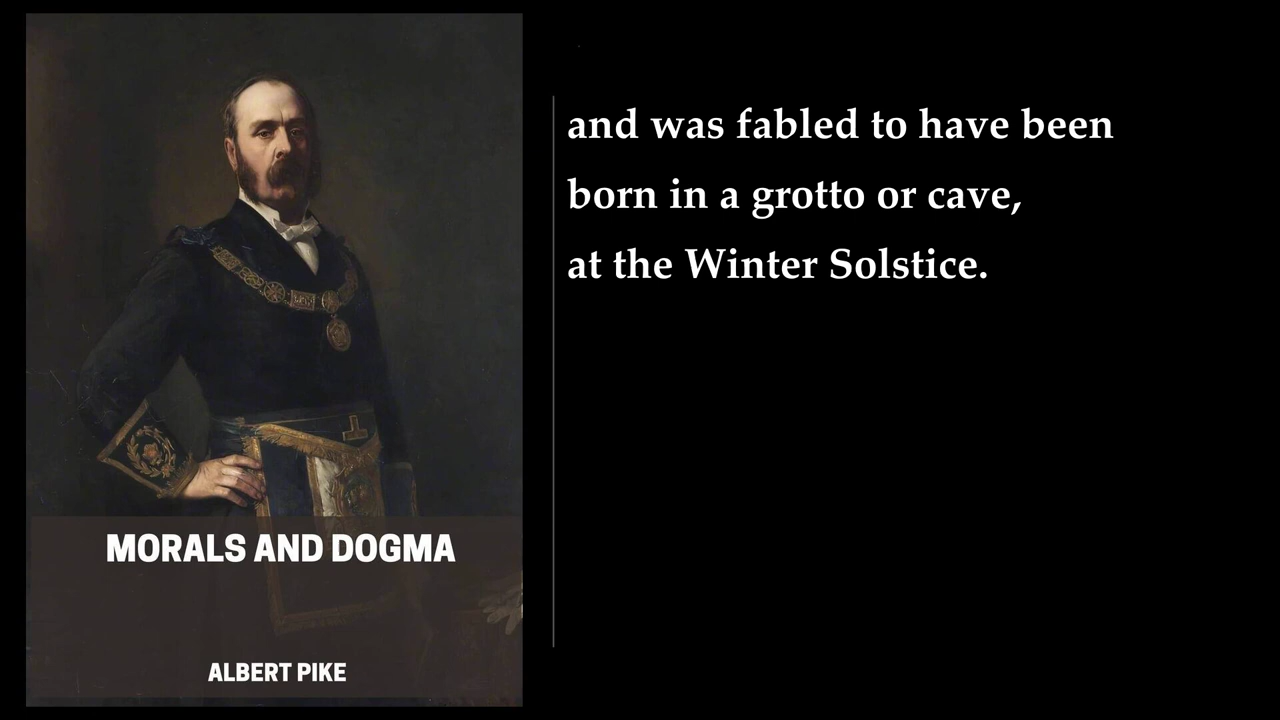 and was fabled to have been
born in a grotto or cave,
at the Winter Solstice.
MORALS AND DOGMA
ALBERT PIKE